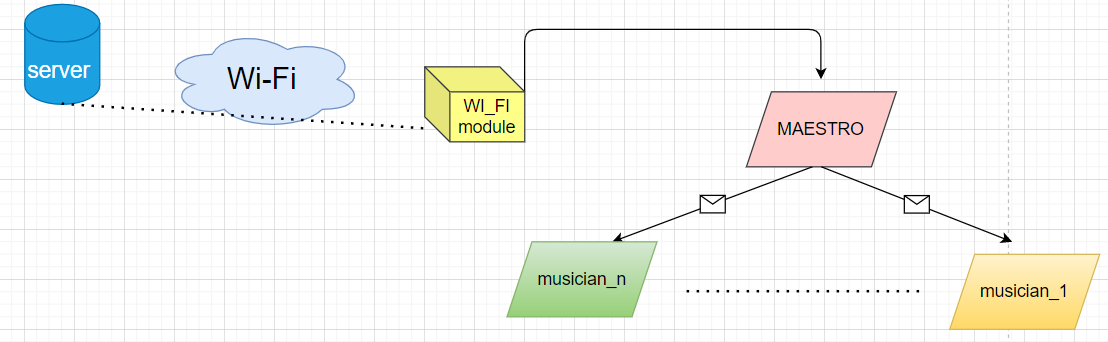 server
Wi-Fi
WI_FI
module
MAESTRO
musician_n
musician_1